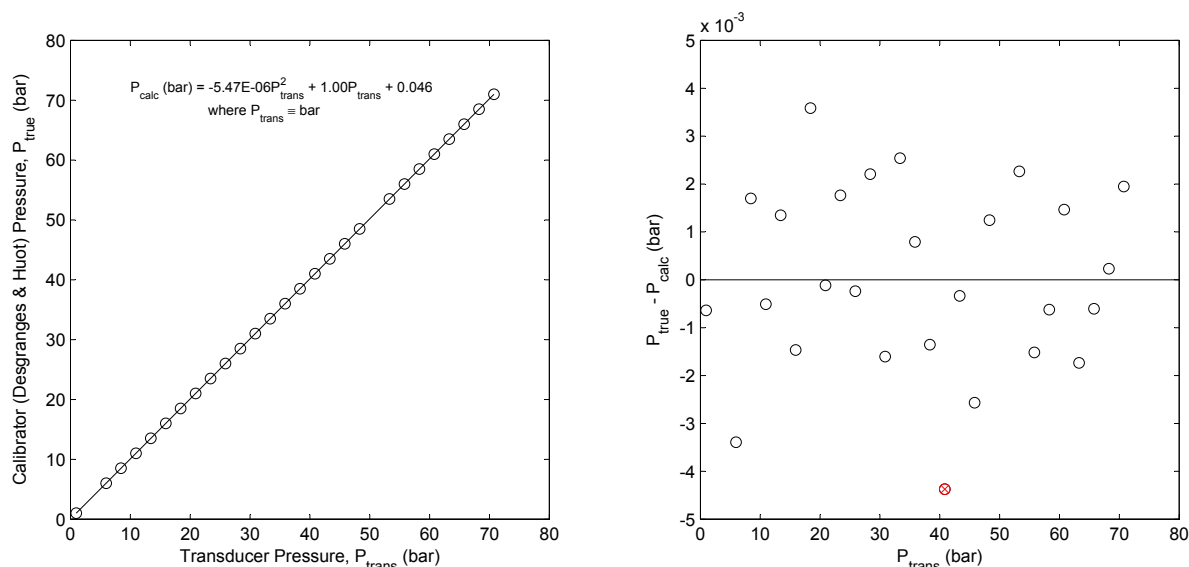 80
70
60
50
40
30
20
10
0
Calibrator (Desgranges & Huot) Pressure, P_true (bar)
P_calc (bar) = -5.47E-06P²_trans + 1.00P_trans + 0.046
where P_trans ≡ bar
0 10 20 30 40 50 60 70 80
Transducer Pressure, P_trans (bar)
x 10⁻³
5
4
3
2
1
0
-1
-2
-3
-4
-5
P_true - P_calc (bar)
0 10 20 30 40 50 60 70 80
P_trans (bar)